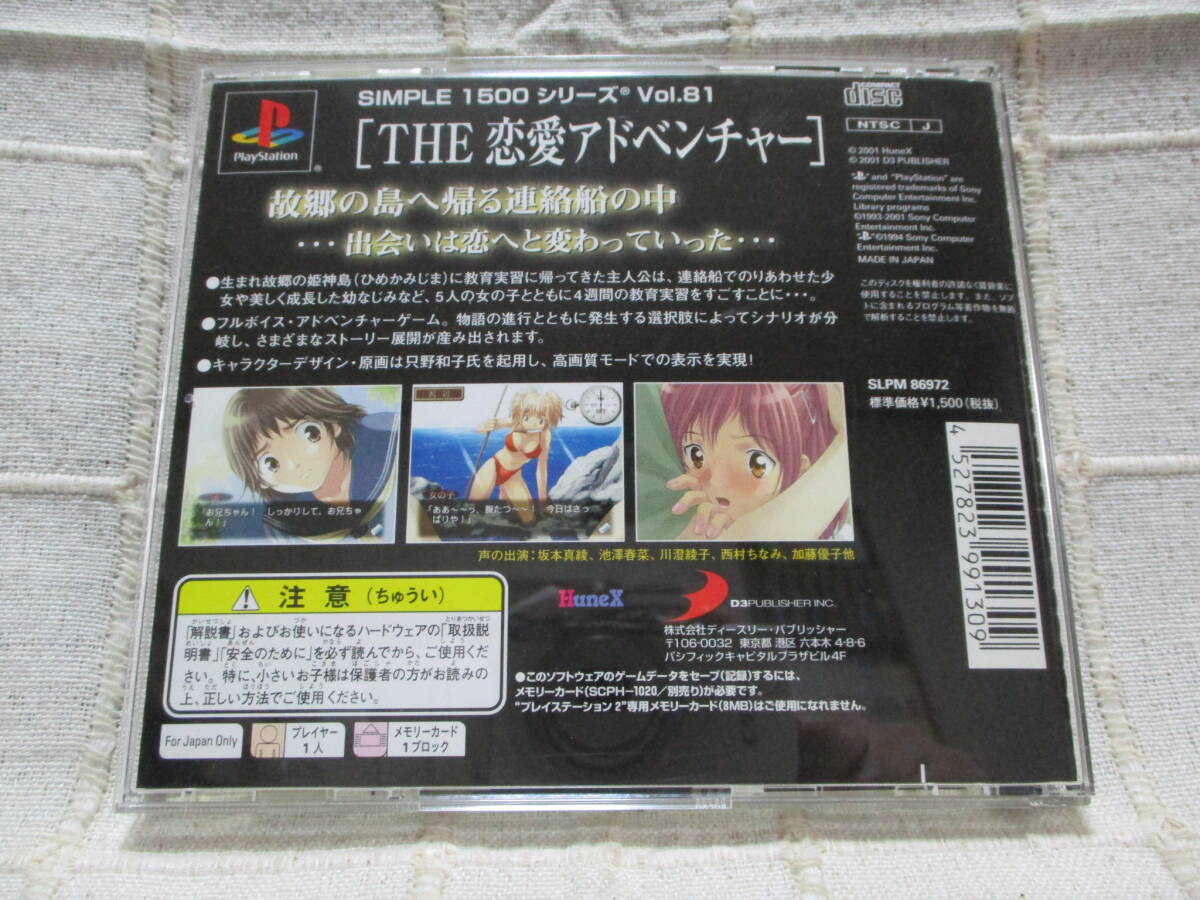 PlayStation
SIMPLE 1500 シリーズ® Vol.81
[THE 恋愛アドベンチャー]
COMPACT
disc
NTSC J
故郷の島へ帰る連絡船の中
・・・出会いは恋へと変わっていった・・・
●生まれ故郷の姫神島(ひめかみじま)に教育実習に帰ってきた主人公は、連絡船でのりあわせた少
女や美しく成長した幼なじみなど、5人の女の子とともに4週間の教育実習をすごすことに・・・。
●フルボイス・アドベンチャーゲーム。物語の進行とともに発生する選択肢によってシナリオが分
岐し、さまざまなストーリー展開が産み出されます。
●キャラクターデザイン・原画は只野和子氏を起用し、高画質モードでの表示を実現!
© 2001 HuneX
© 2001 D3 PUBLISHER
" " and "PlayStation" are
registered trademarks of Sony
Computer Entertainment Inc.
Library programs
©1993-2001 Sony Computer
Entertainment Inc.
" "©1994 Sony Computer
Entertainment Inc.
MADE IN JAPAN
このディスクを権利者の許諾なく賃貸業に
使用することを禁じます。また、ソフ
トに含まれるプログラム等著作物を無断
で解析することを禁じます。
SLPM 86972
標準価格¥1,500(税抜)
「お兄ちゃん! しっかりして、お兄ちゃ
ん!」
女の子
「ああ~~っ、腹たつ~~! 今日はさっ
ぱりや!」
声の出演:坂本真綾、池澤春菜、川澄綾子、西村ちなみ、加藤優子他
4 527823 991309
注 意 (ちゅうい)
「解説書」およびお使いになるハードウェアの「取扱説
明書」「安全のために」を必ず読んでから、ご使用くだ
さい。特に、小さいお子様は保護者の方がお読みの
上、正しい方法でご使用ください。
HuneX
D3PUBLISHER INC.
株式会社ディースリー・パブリッシャー
〒106-0032 東京都 港区 六本木 4-8-6
パシフィックキャピタルプラザビル4F
●このソフトウェアのゲームデータをセーブ(記録)するには、
メモリーカード(SCPH-1020/別売り)が必要です。
"プレイステーション 2"専用メモリーカード(8MB)はご使用になれません。
For Japan Only
プレイヤー
1人
メモリーカード
1ブロック